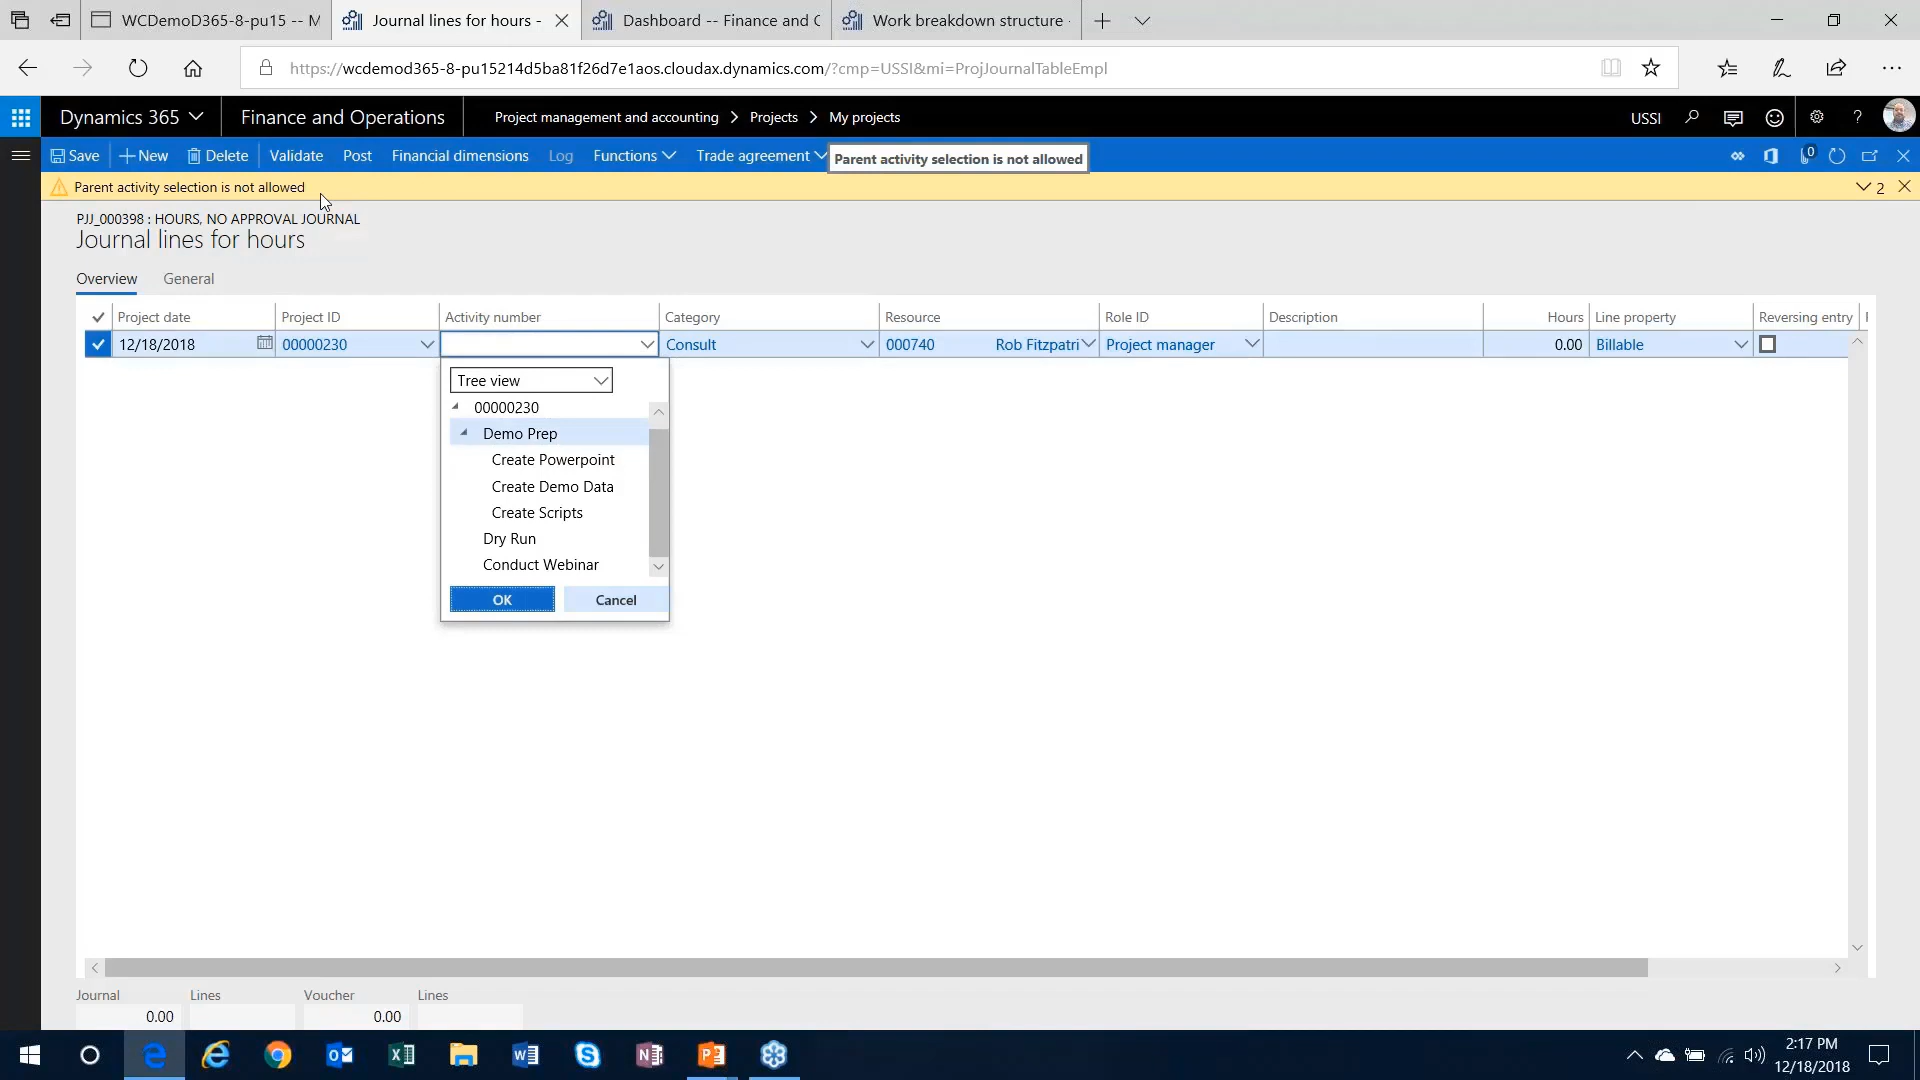 WCDemoD365-8-pu15 -- M
Journal lines for hours -
Dashboard -- Finance and O
Work breakdown structure -
https://wcdemod365-8-pu15214d5ba81f26d7e1aos.cloudax.dynamics.com/?cmp=USSI&mi=ProjJournalTableEmpl
Dynamics 365
Finance and Operations
Project management and accounting > Projects > My projects
USSI
?
Save
New
Delete
Validate
Post
Financial dimensions
Log
Functions
Trade agreement
Parent activity selection is not allowed
0
Parent activity selection is not allowed
2
PJJ_000398 : HOURS, NO APPROVAL JOURNAL
Journal lines for hours
Overview General
Project date Project ID Activity number Category Resource Role ID Description Hours Line property Reversing entry
12/18/2018 00000230 Consult 000740 Rob Fitzpatri Project manager 0.00 Billable
Tree view
00000230
Demo Prep
Create Powerpoint
Create Demo Data
Create Scripts
Dry Run
Conduct Webinar
OK Cancel
Journal Lines Voucher Lines
0.00 0.00
2:17 PM
12/18/2018